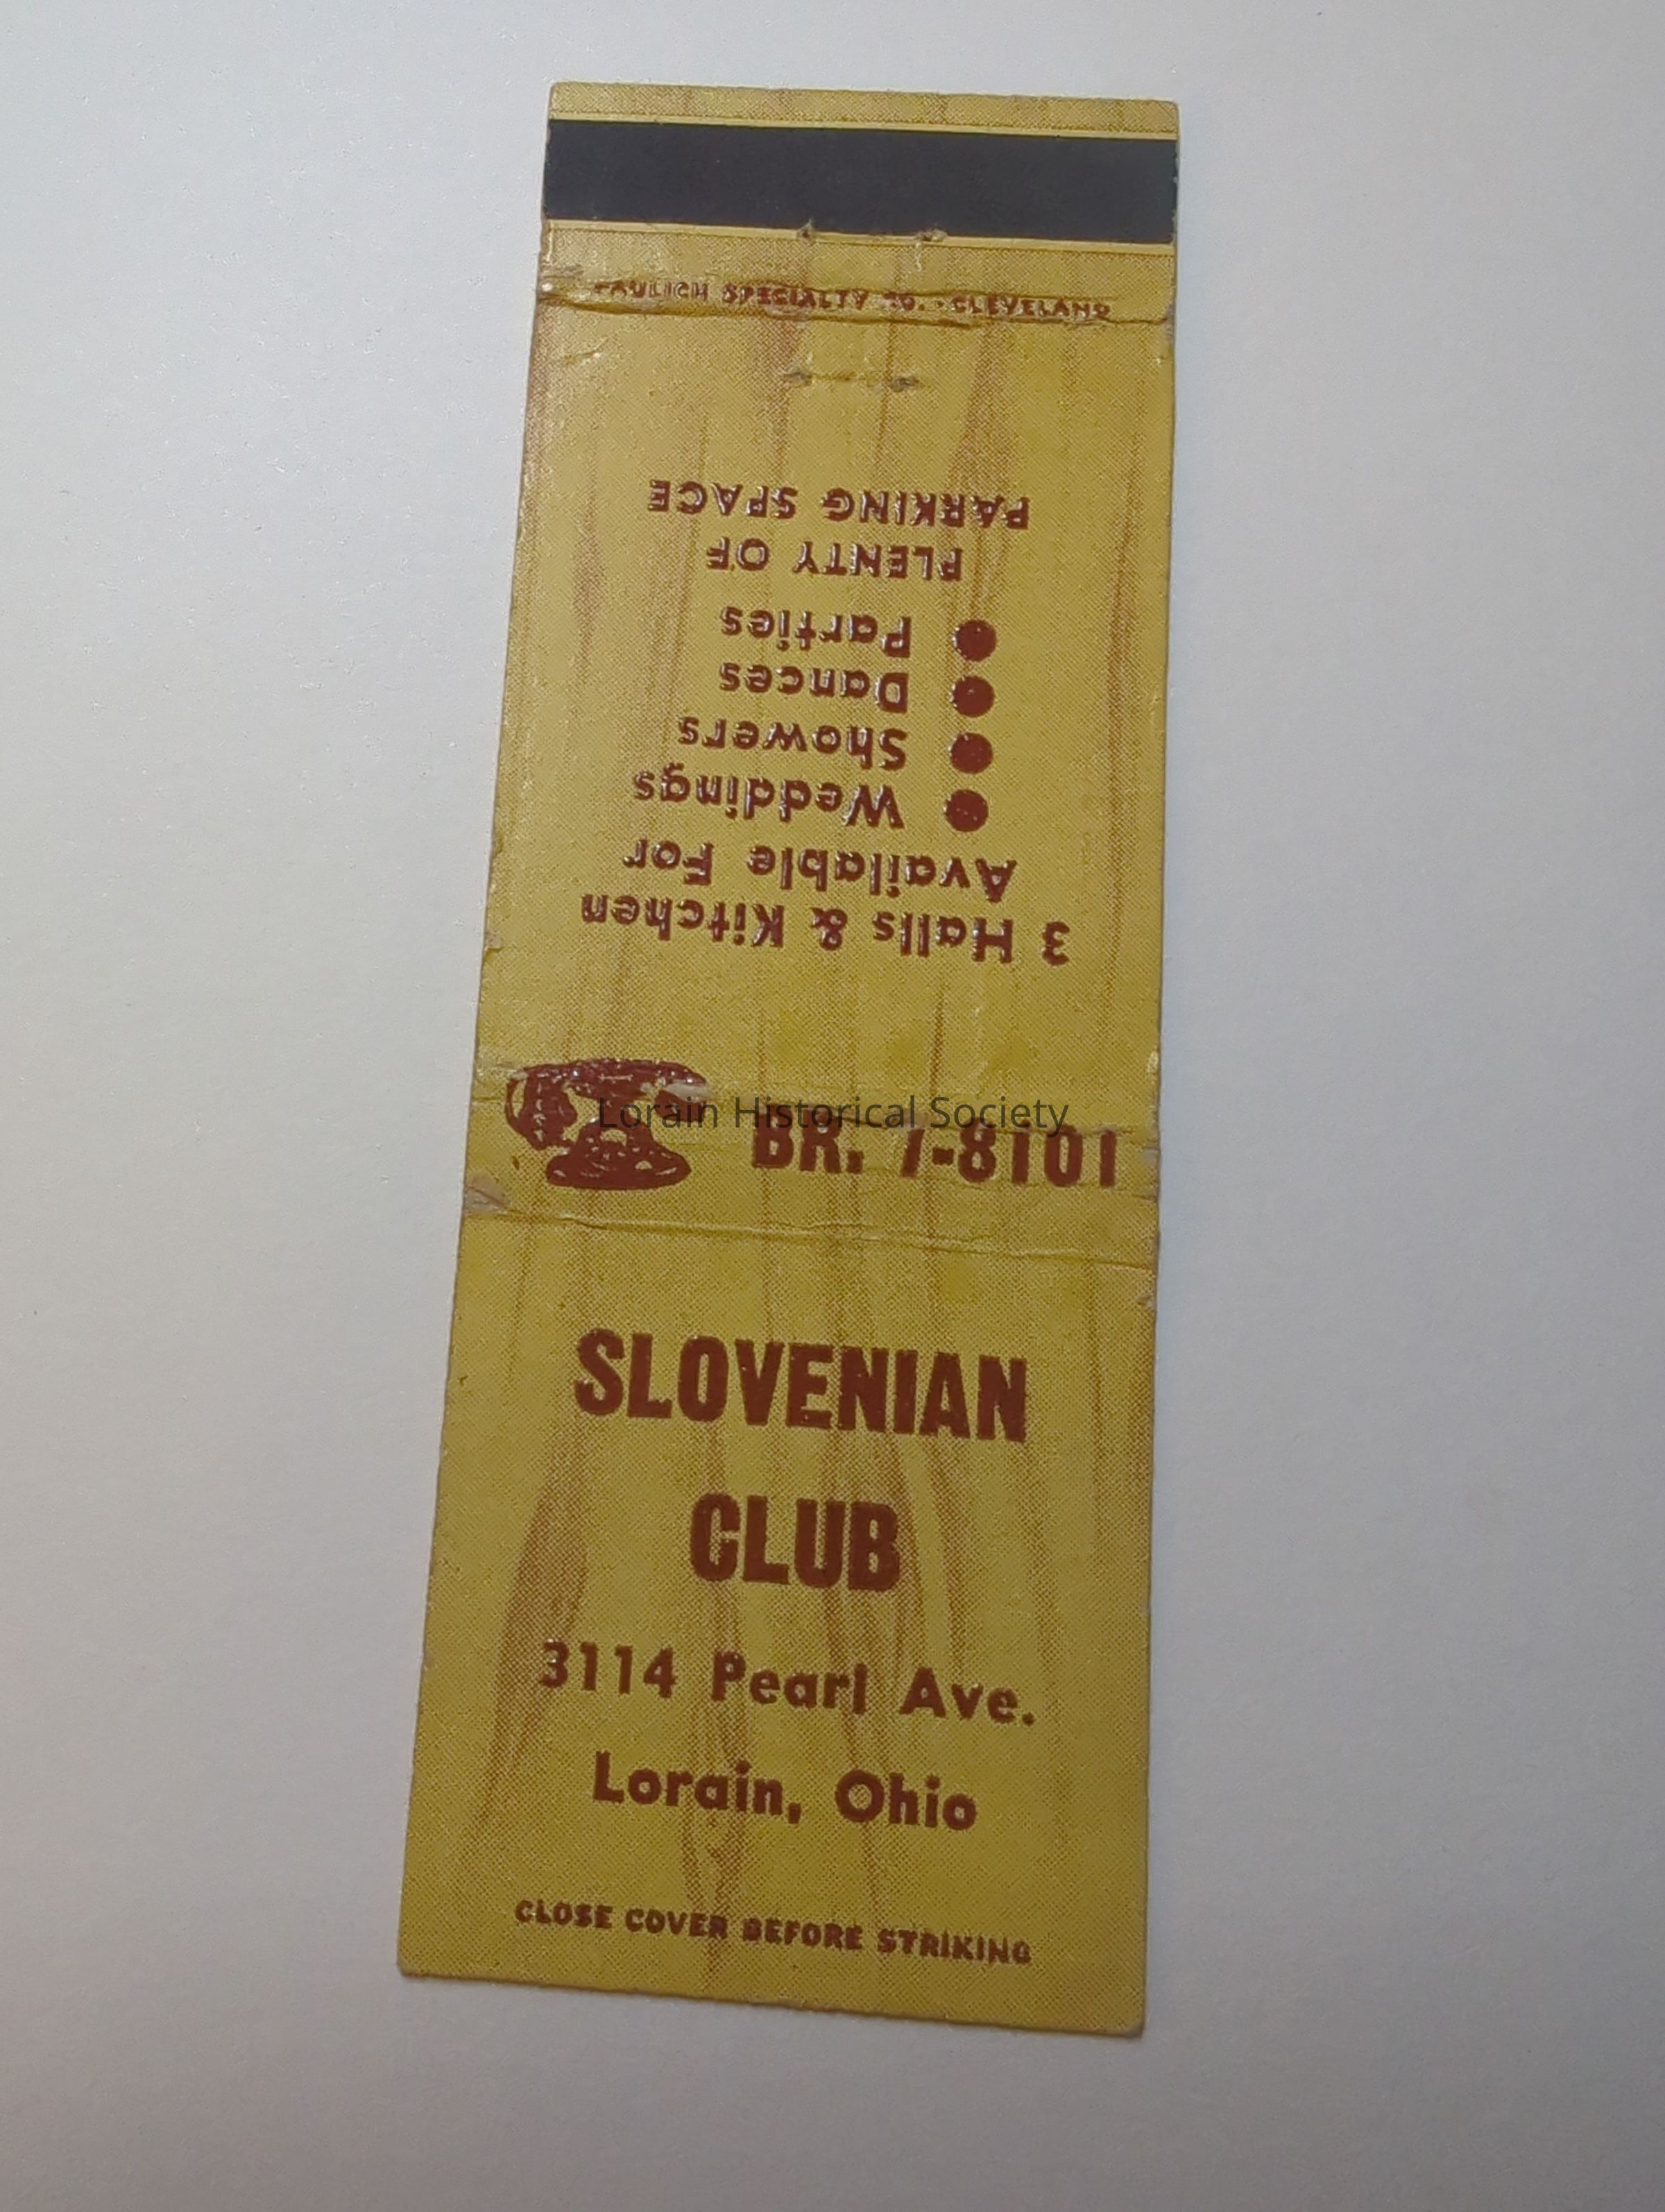 PAULICH SPECIALTY CO. · CLEVELAND
3 Halls & Kitchen
Available For
● Weddings
● Showers
● Dances
● Parties
PLENTY OF
PARKING SPACE
BR. 7-8101
Lorain Historical Society
SLOVENIAN
CLUB
3114 Pearl Ave.
Lorain, Ohio
CLOSE COVER BEFORE STRIKING